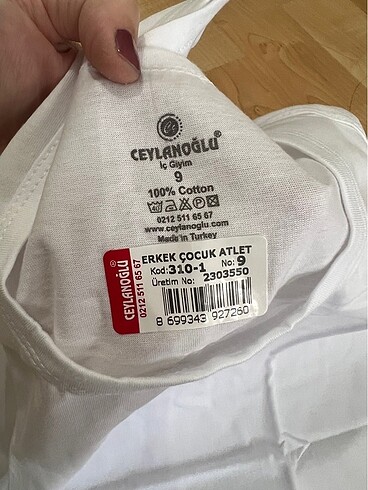 CEYLANOĞLU®
İç Giyim
9
100% Cotton
40
0212 511 65 67
www.ceylanoglu.com
Made in Turkey
CEYLANOĞLU®
0212 511 65 67
ERKEK ÇOCUK ATLET
Kod: 310-1 No: 9
Üretim No: 2303550
8 699343 927260